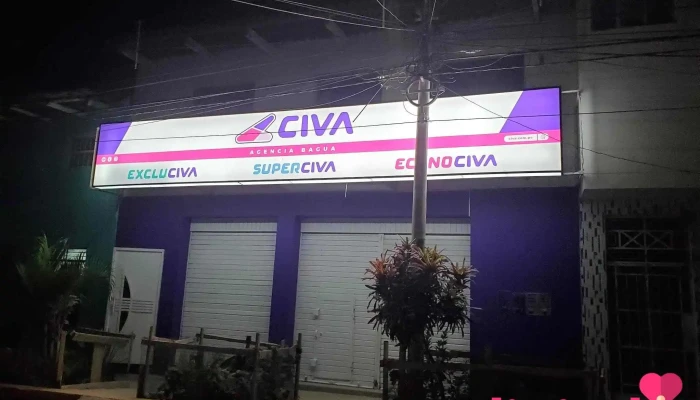 CIVA
AGENCIA BAGUA
EXCLUCIVA SUPERCIVA ECONOCIVA